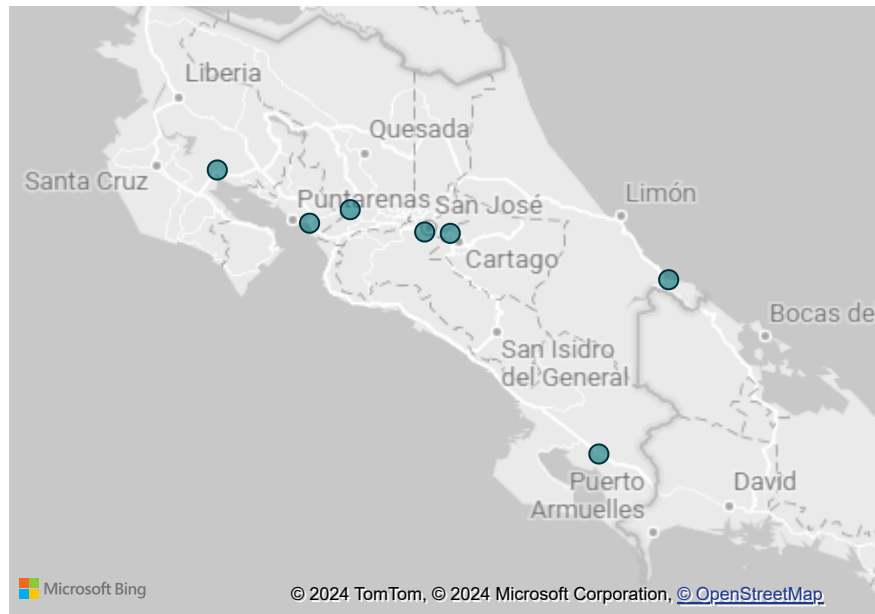 Liberia
Quesada
Santa Cruz
Puntarenas
San José
Limón
Cartago
Bocas de
San Isidro
del General
Puerto
Armuelles
David
Microsoft Bing
© 2024 TomTom, © 2024 Microsoft Corporation, © OpenStreetMap